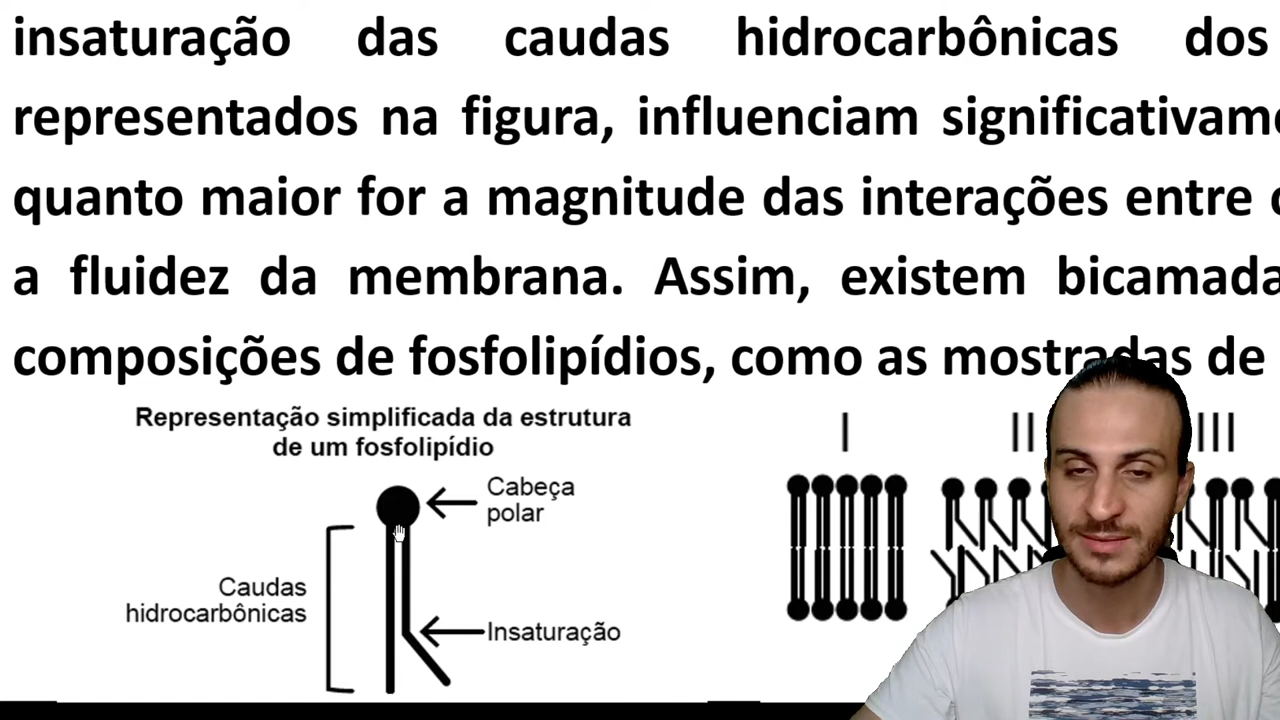 insaturação das caudas hidrocarbônicas dos
representados na figura, influenciam
quanto maior for a magnitude das interações entre
a fluidez da membrana. Assim, existem
composições de fosfolipídios, como as mostradas de
Representação simplificada da estrutura
de um fosfolipídio
I II III
Cabeça
polar
Caudas
hidrocarbônicas
Insaturação